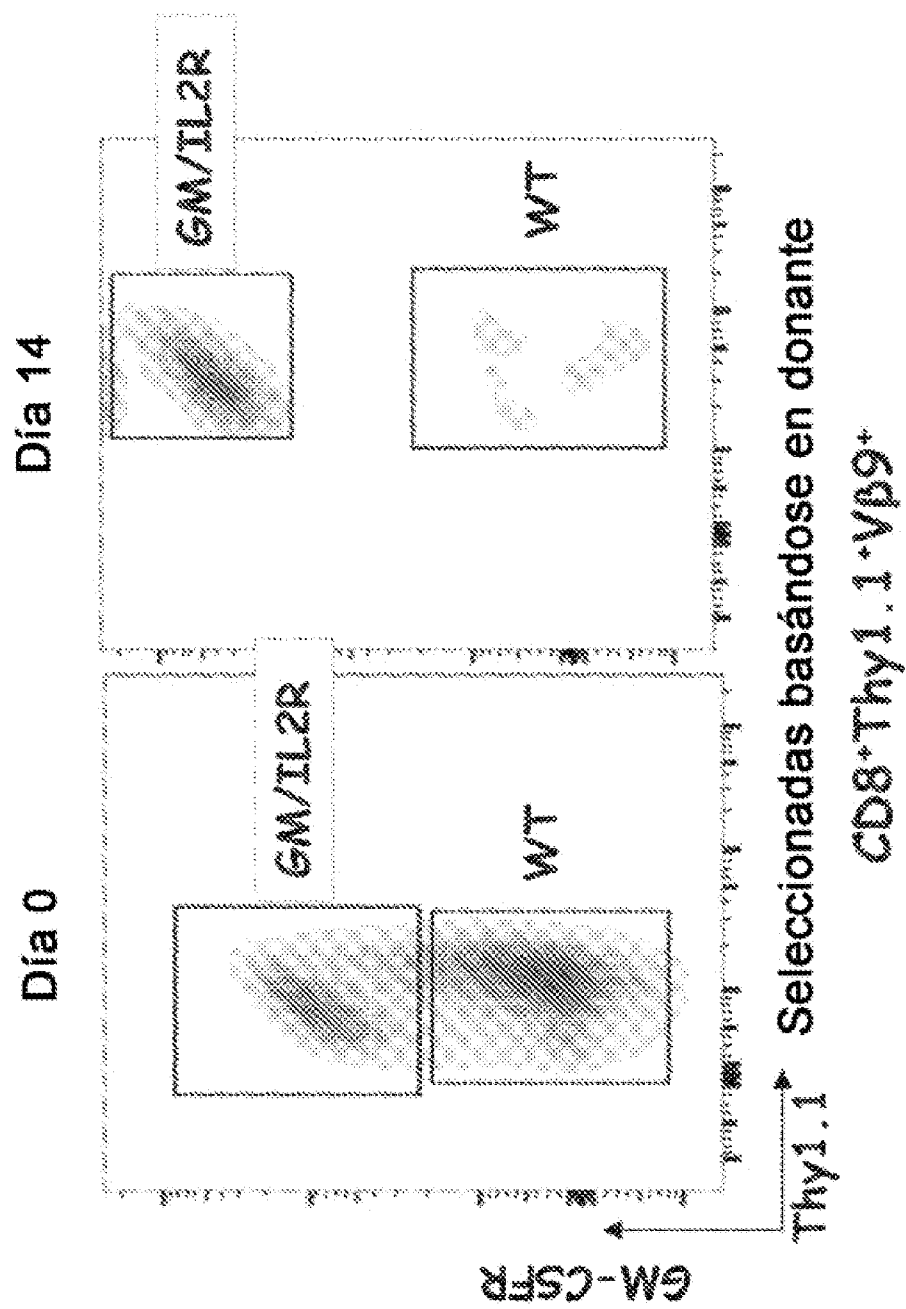 Día 0
Día 14
GM/IL2R
WT
GM/IL2R
WT
GM-CSFR
Thy1.1
Seleccionadas basándose en donante
CD8⁺Thy1.1⁺Vβ9⁺